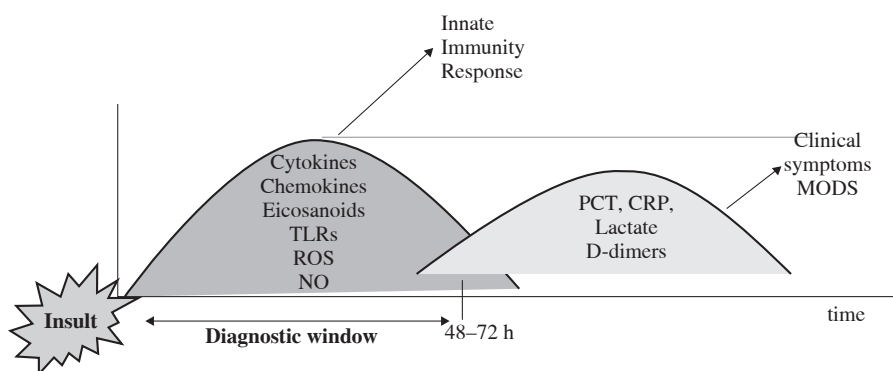 Innate
Immunity
Response
Cytokines
Chemokines
Eicosanoids
TLRs
ROS
NO
Clinical
symptoms
MODS
PCT, CRP,
Lactate
D-dimers
Insult
Diagnostic window
48–72 h
time